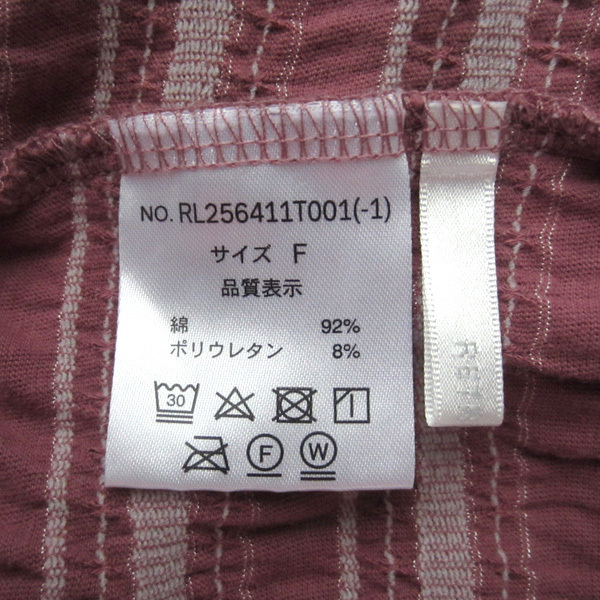 NO. RL256411T001(-1)
サイズ F
品質表示
綿 92%
ポリウレタン 8%
30
F
W